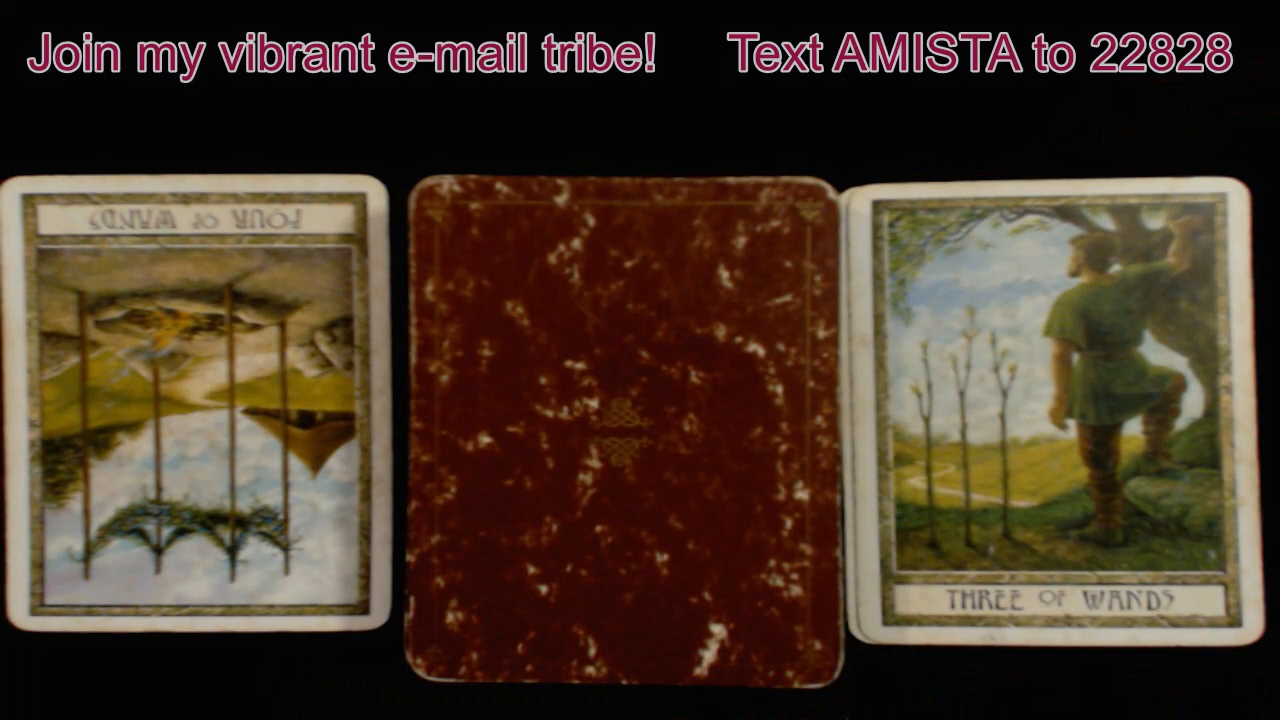 Join my vibrant e-mail tribe! Text AMISTA to 22828
FOUR OF WANDS
THREE OF WANDS